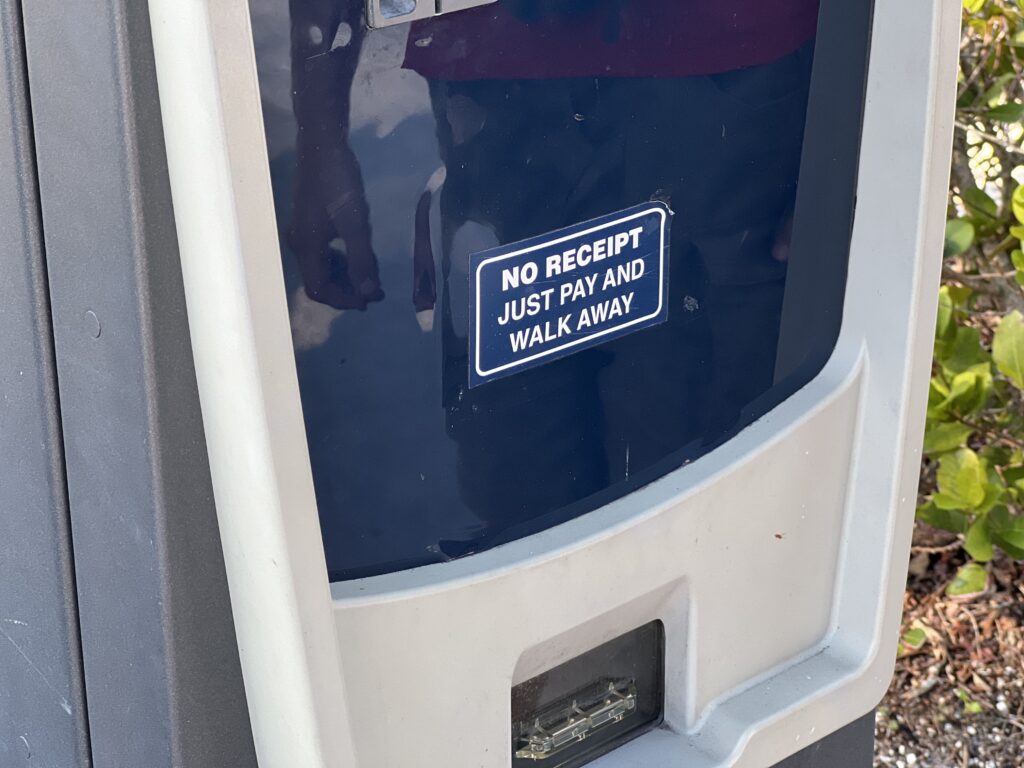 NO RECEIPT
JUST PAY AND
WALK AWAY